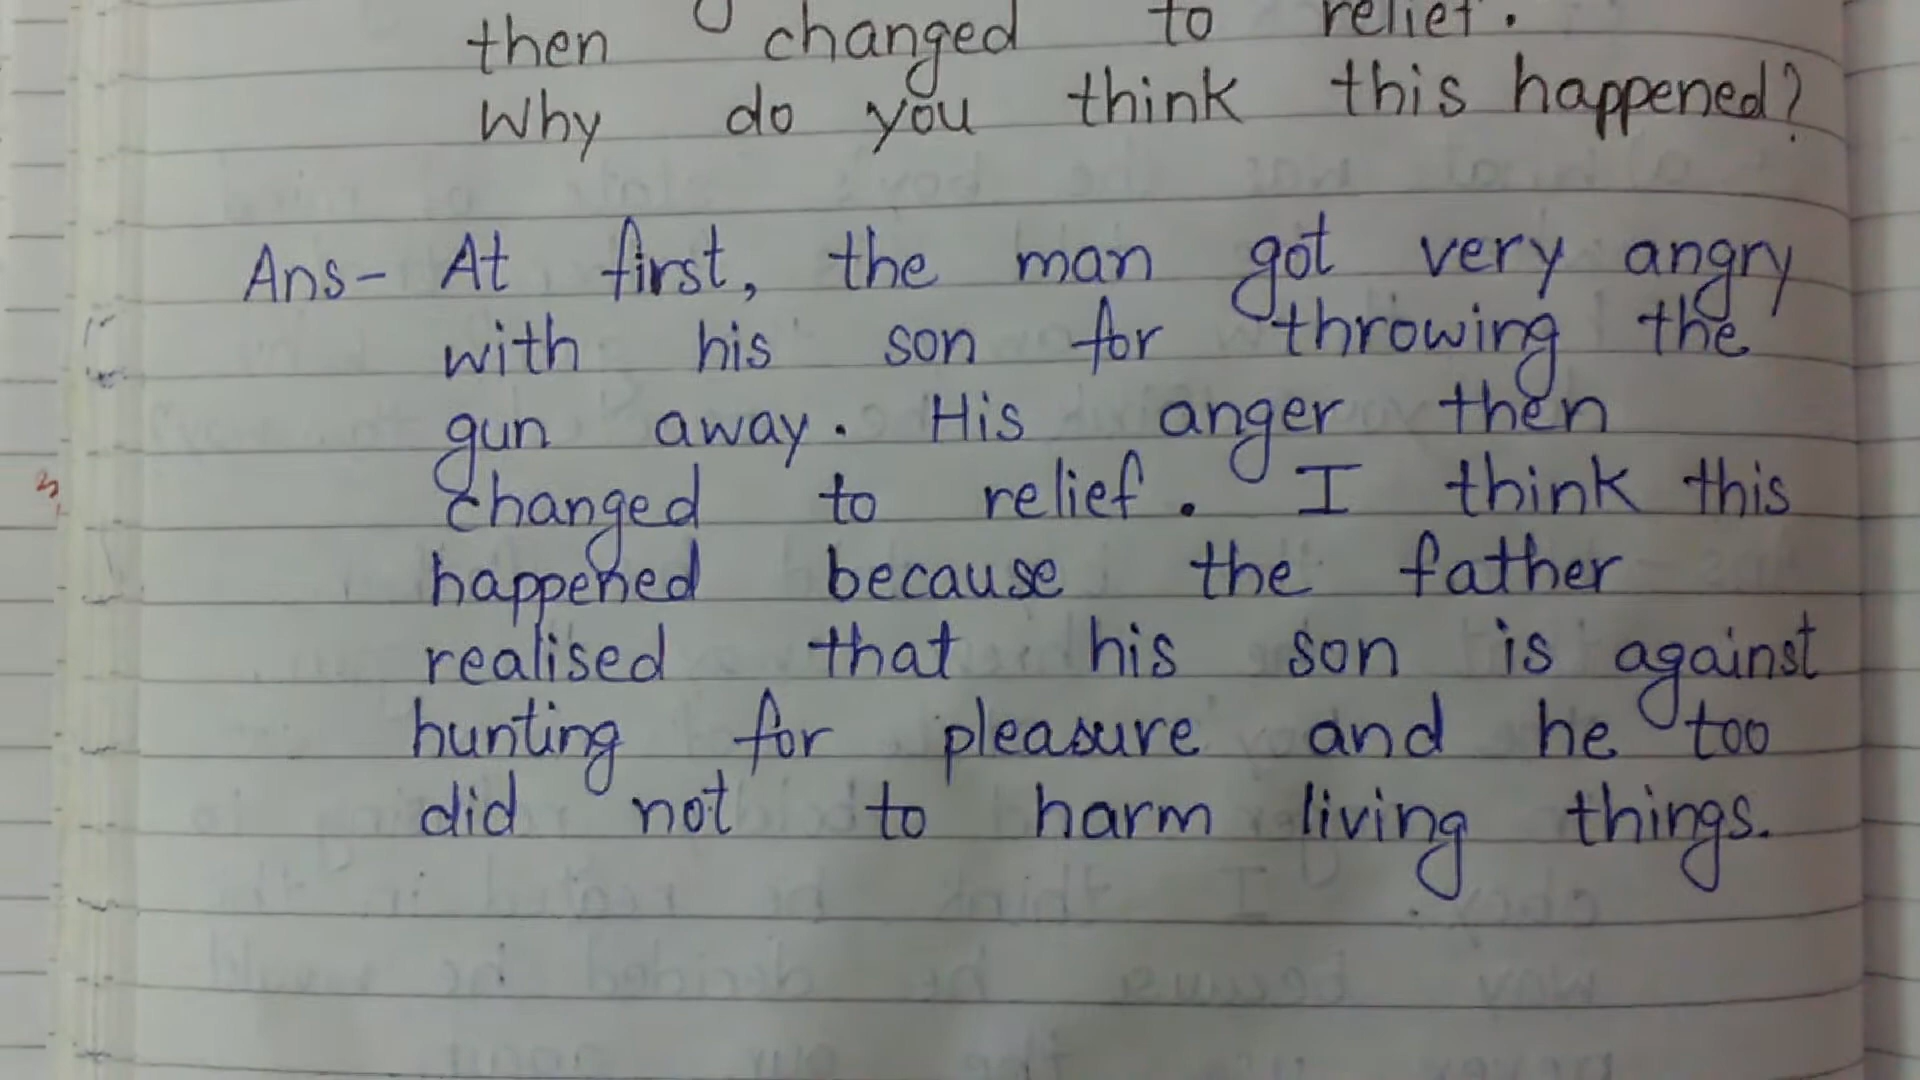 then changed to relief.
Why do you think this happened?
Ans- At first, the man got very angry
with his son for throwing the
gun away. His anger then
changed to relief. I think this
happened because the father
realised that his son is against
hunting for pleasure and he too
did not to harm living things.